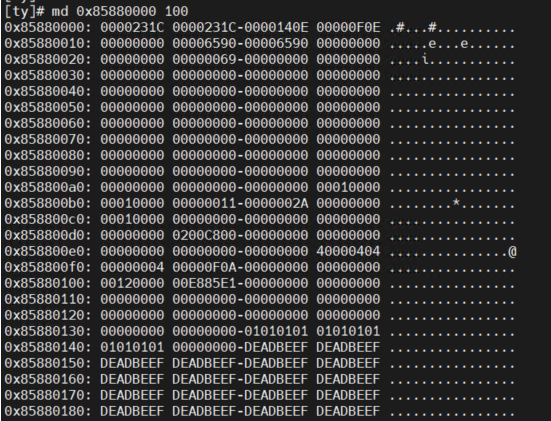 [ty]# md 0x85880000 100
0x85880000: 0000231C 0000231C-0000140E 00000F0E .#...#..........
0x85880010: 00000000 00006590-00006590 00000000 .....e...e......
0x85880020: 00000000 00000069-00000000 00000000 ....i...........
0x85880030: 00000000 00000000-00000000 00000000 ................
0x85880040: 00000000 00000000-00000000 00000000 ................
0x85880050: 00000000 00000000-00000000 00000000 ................
0x85880060: 00000000 00000000-00000000 00000000 ................
0x85880070: 00000000 00000000-00000000 00000000 ................
0x85880080: 00000000 00000000-00000000 00000000 ................
0x85880090: 00000000 00000000-00000000 00000000 ................
0x858800a0: 00000000 00000000-00000000 00010000 ................
0x858800b0: 00010000 00000011-0000002A 00000000 ........*.......
0x858800c0: 00010000 00000000-00000000 00000000 ................
0x858800d0: 00000000 0200C800-00000000 00000000 ................
0x858800e0: 00000000 00000000-00000000 40000404 ...............@
0x858800f0: 00000004 00000F0A-00000000 00000000 ................
0x85880100: 00120000 00E885E1-00000000 00000000 ................
0x85880110: 00000000 00000000-00000000 00000000 ................
0x85880120: 00000000 00000000-00000000 00000000 ................
0x85880130: 00000000 00000000-01010101 01010101 ................
0x85880140: 01010101 00000000-DEADBEEF DEADBEEF ................
0x85880150: DEADBEEF DEADBEEF-DEADBEEF DEADBEEF ................
0x85880160: DEADBEEF DEADBEEF-DEADBEEF DEADBEEF ................
0x85880170: DEADBEEF DEADBEEF-DEADBEEF DEADBEEF ................
0x85880180: DEADBEEF DEADBEEF-DEADBEEF DEADBEEF ................